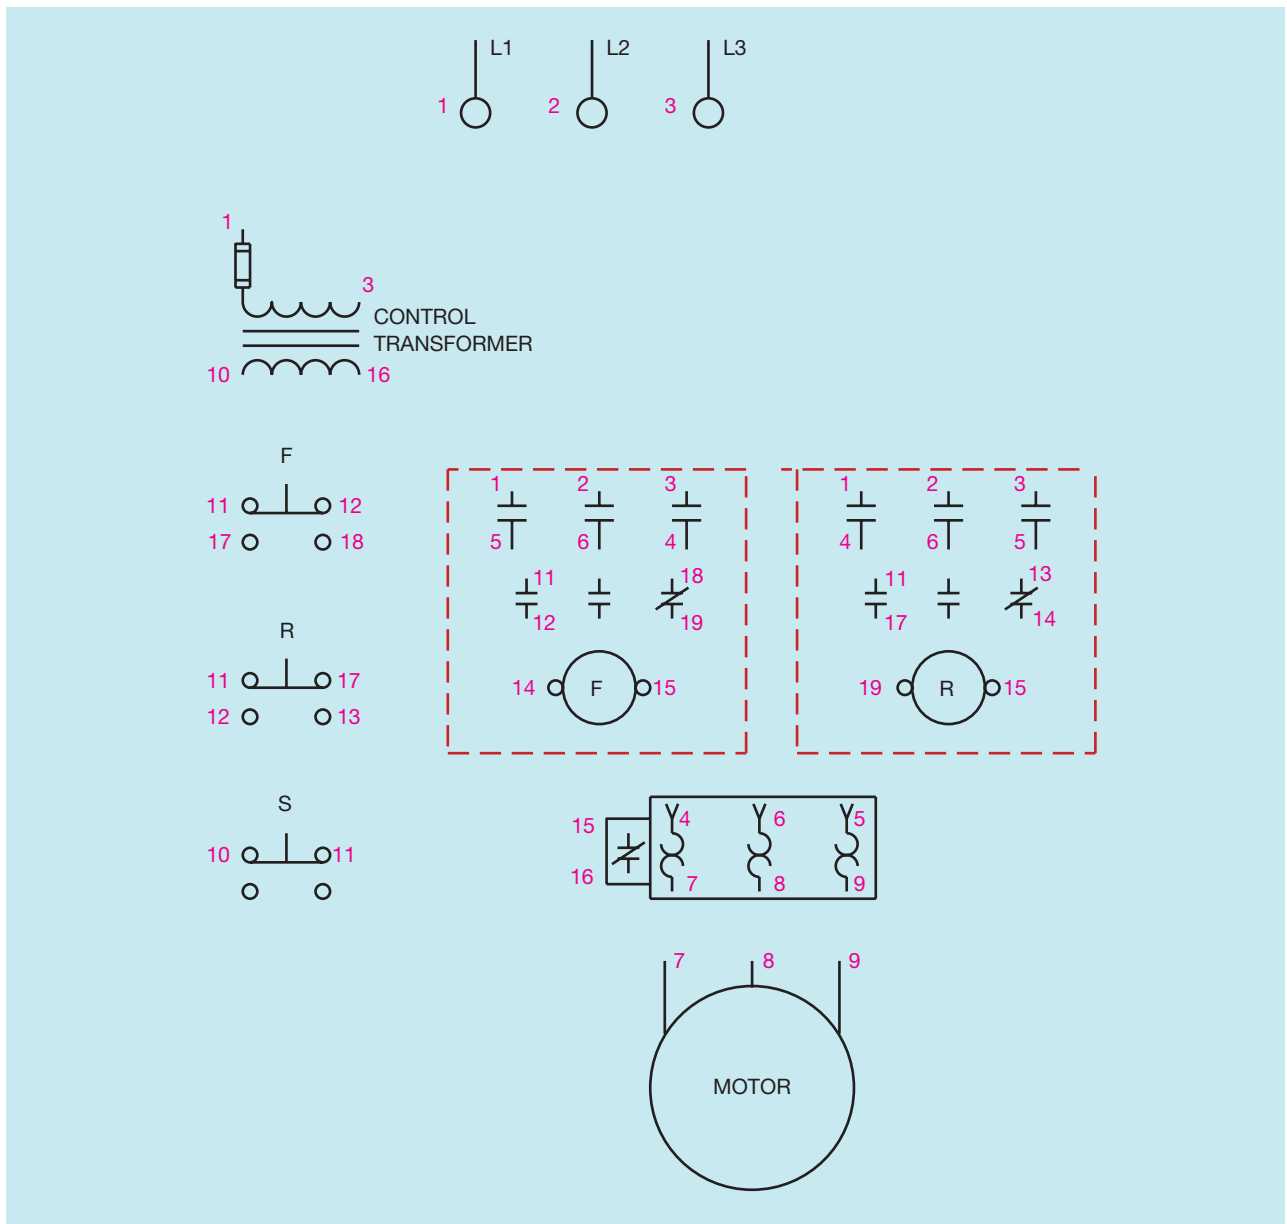 L1 L2 L3
1 2 3
1
3
CONTROL
TRANSFORMER
10 16
F
11 12
17 18
R
11 17
12 13
S
10 11
1 2 3
5 6 4
11 18
12 19
14 F 15
1 2 3
4 6 5
11 13
17 14
19 R 15
15 4 6 5
16 7 8 9
7 8 9
MOTOR